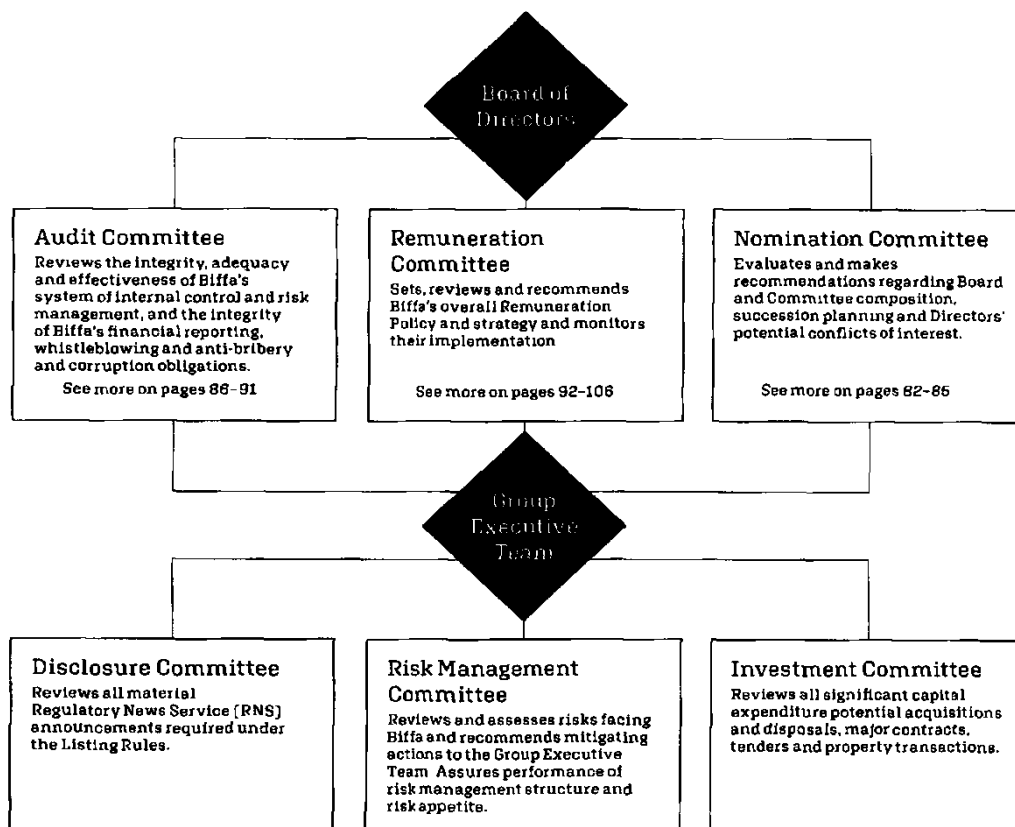 Board of
Directors
Audit Committee
Reviews the integrity, adequacy
and effectiveness of Biffa's
system of internal control and risk
management, and the integrity
of Biffa's financial reporting,
whistleblowing and anti-bribery
and corruption obligations.
See more on pages 86-91
Remuneration
Committee
Sets, reviews and recommends
Biffa's overall Remuneration
Policy and strategy and monitors
their implementation
See more on pages 92-106
Nomination Committee
Evaluates and makes
recommendations regarding Board
and Committee composition,
succession planning and Directors'
potential conflicts of interest.
See more on pages 82-85
Group
Executive
Team
Disclosure Committee
Reviews all material
Regulatory News Service [RNS]
announcements required under
the Listing Rules.
Risk Management
Committee
Reviews and assesses risks facing
Biffa and recommends mitigating
actions to the Group Executive
Team Assures performance of
risk management structure and
risk appetite.
Investment Committee
Reviews all significant capital
expenditure potential acquisitions
and disposals, major contracts,
tenders and property transactions.